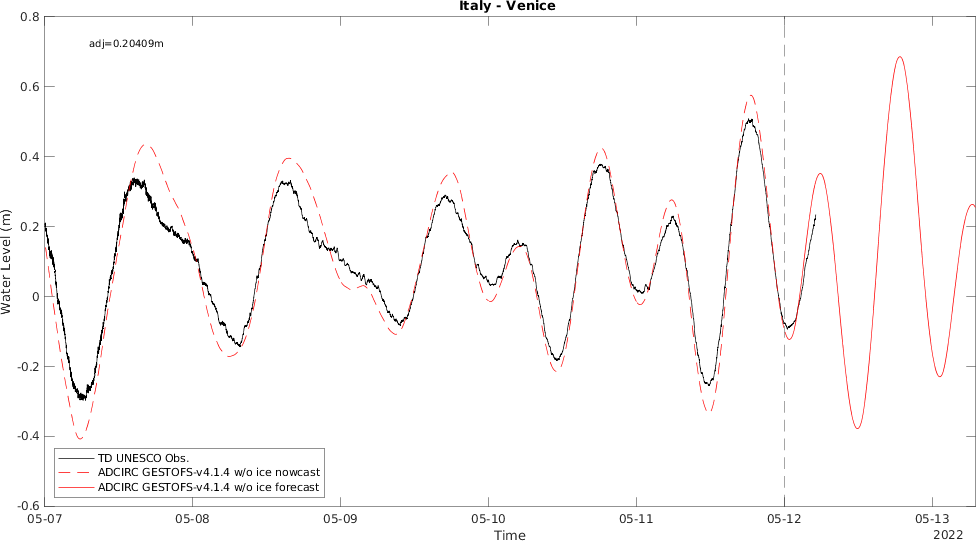 Italy - Venice
adj=0.20409m
0.8
0.6
0.4
0.2
0
-0.2
-0.4
-0.6
Water Level (m)
TD UNESCO Obs.
ADCIRC GESTOFS-v4.1.4 w/o ice nowcast
ADCIRC GESTOFS-v4.1.4 w/o ice forecast
05-07 05-08 05-09 05-10 05-11 05-12 05-13
Time
2022